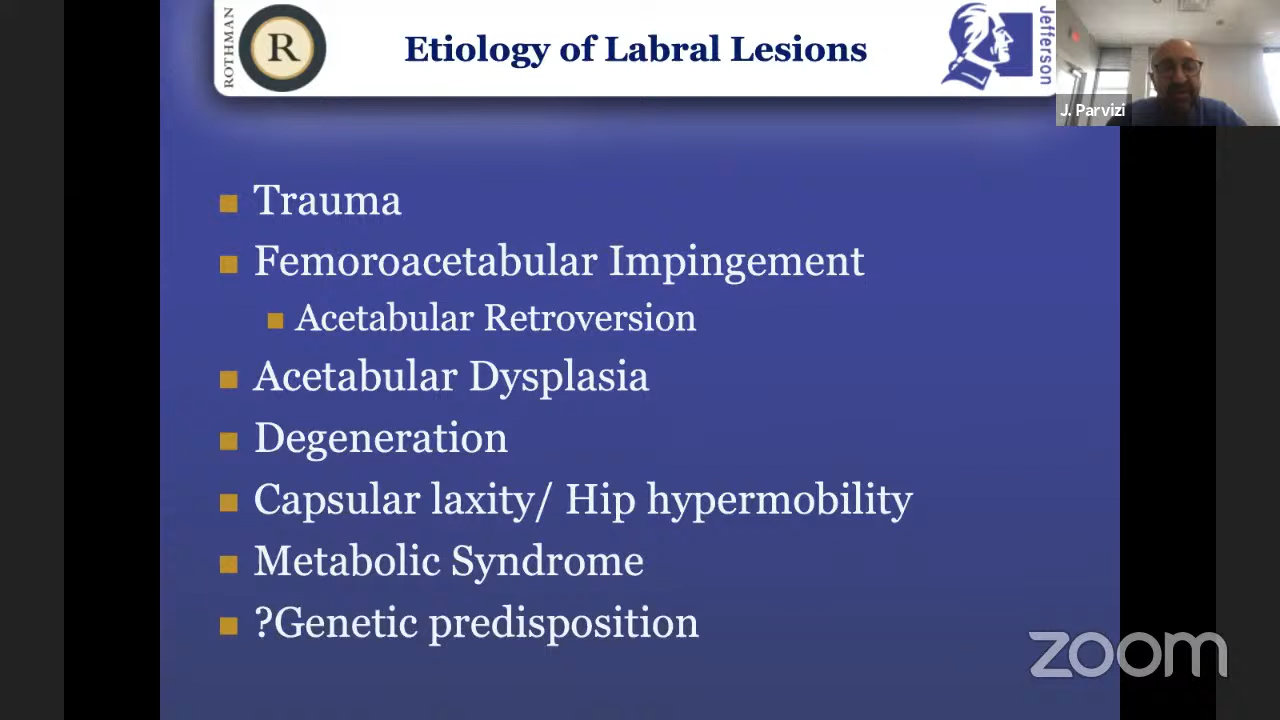 ROTHMAN
R
Etiology of Labral Lesions
Jefferson
J. Parvizi
Trauma
Femoroacetabular Impingement
Acetabular Retroversion
Acetabular Dysplasia
Degeneration
Capsular laxity/ Hip hypermobility
Metabolic Syndrome
?Genetic predisposition
zoom